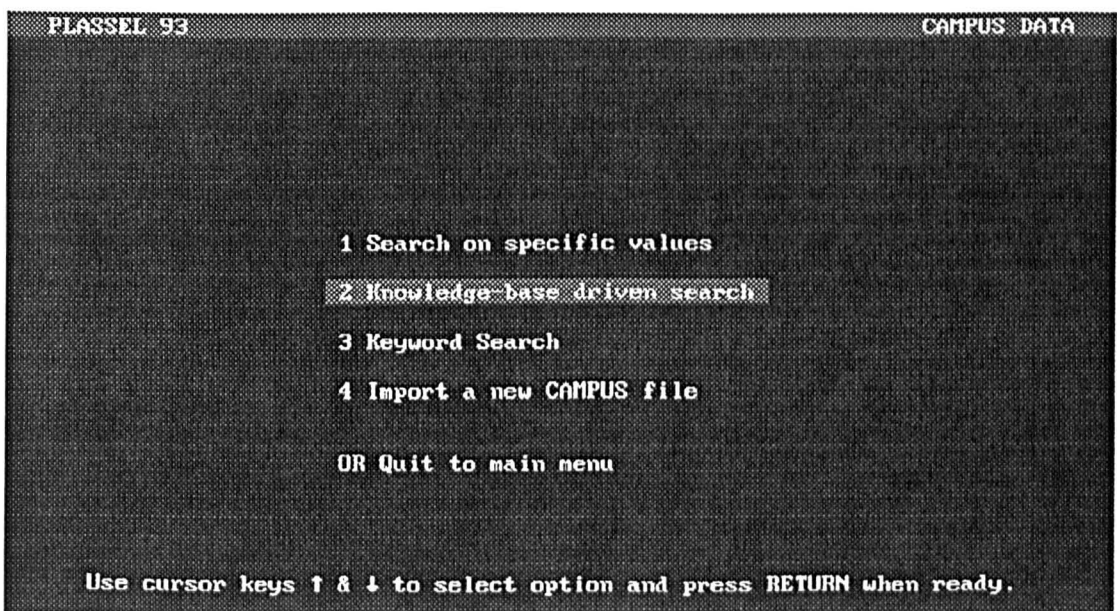 PLASSEL 93 CAMPUS DATA
1 Search on specific values
2 Knowledge-base driven search
3 Keyword Search
4 Import a new CAMPUS file
OR Quit to main menu
Use cursor keys ↑ & ↓ to select option and press RETURN when ready.